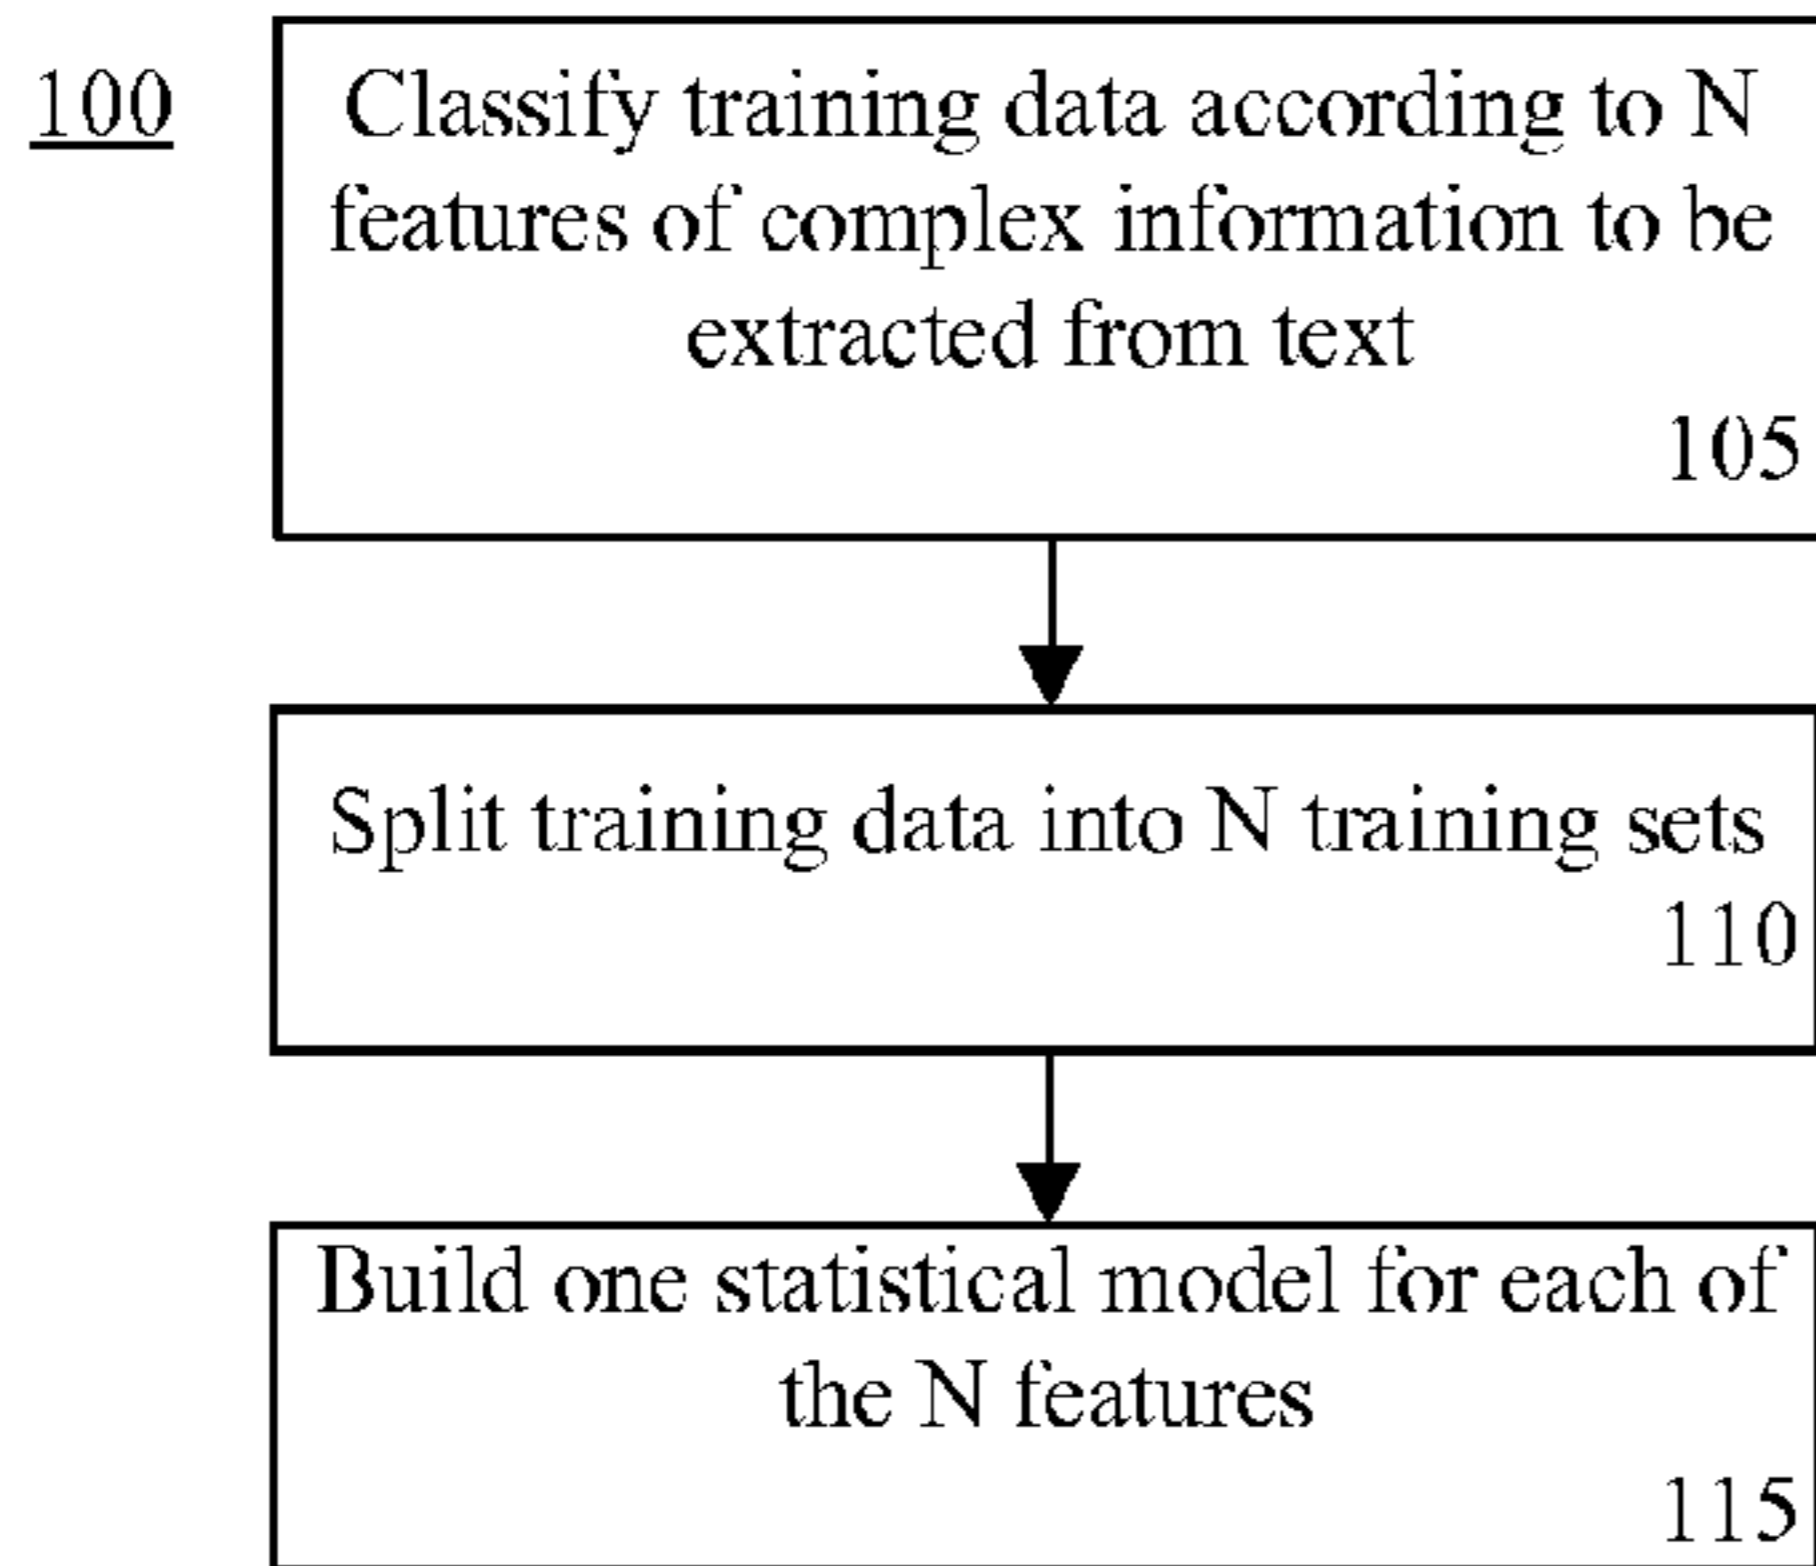 100
Classify training data according to N
features of complex information to be
extracted from text
105
Split training data into N training sets
110
Build one statistical model for each of
the N features
115